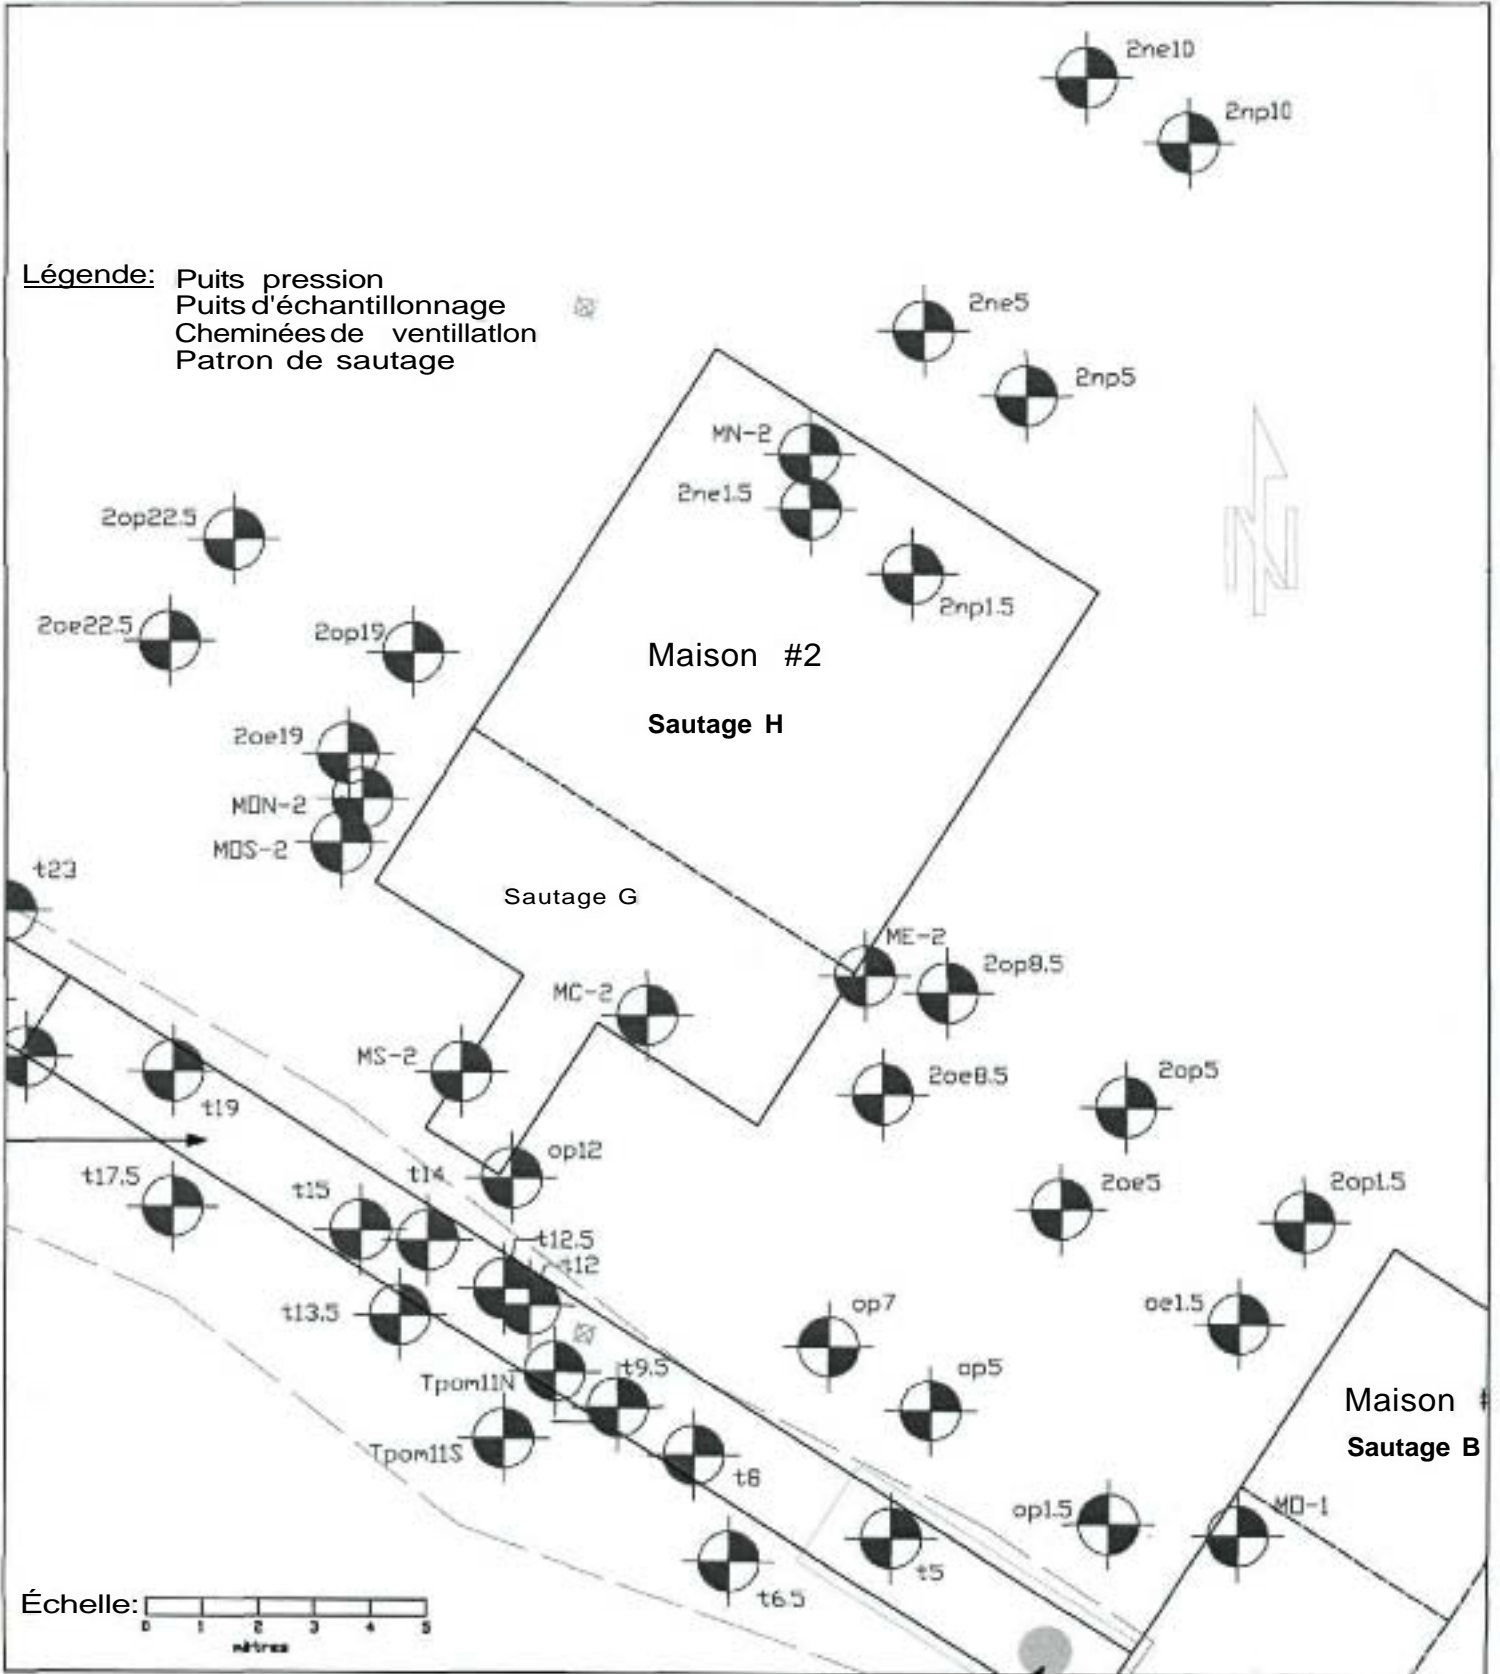 2ne10
2np10
Légende: Puits pression
Puits d'échantillonnage
Cheminées de ventillatIon
Patron de sautage
2ne5
2np5
MN-2
2ne1.5
2np1.5
N
2op22.5
2oe22.5
2op19
Maison #2
Sautage H
2oe19
MON-2
MOS-2
t23
Sautage G
ME-2
2op8.5
MC-2
MS-2
2oe8.5
2op5
t19
op12
t17.5
t15
t14
2oe5
2op1.5
t12.5
t12
t13.5
op7
oe1.5
Tpom11N
t9.5
op5
Maison #
Sautage B
Tpom11S
t8
op1.5
MO-1
t5
t6.5
Échelle:
0 1 2 3 4 5
mètres